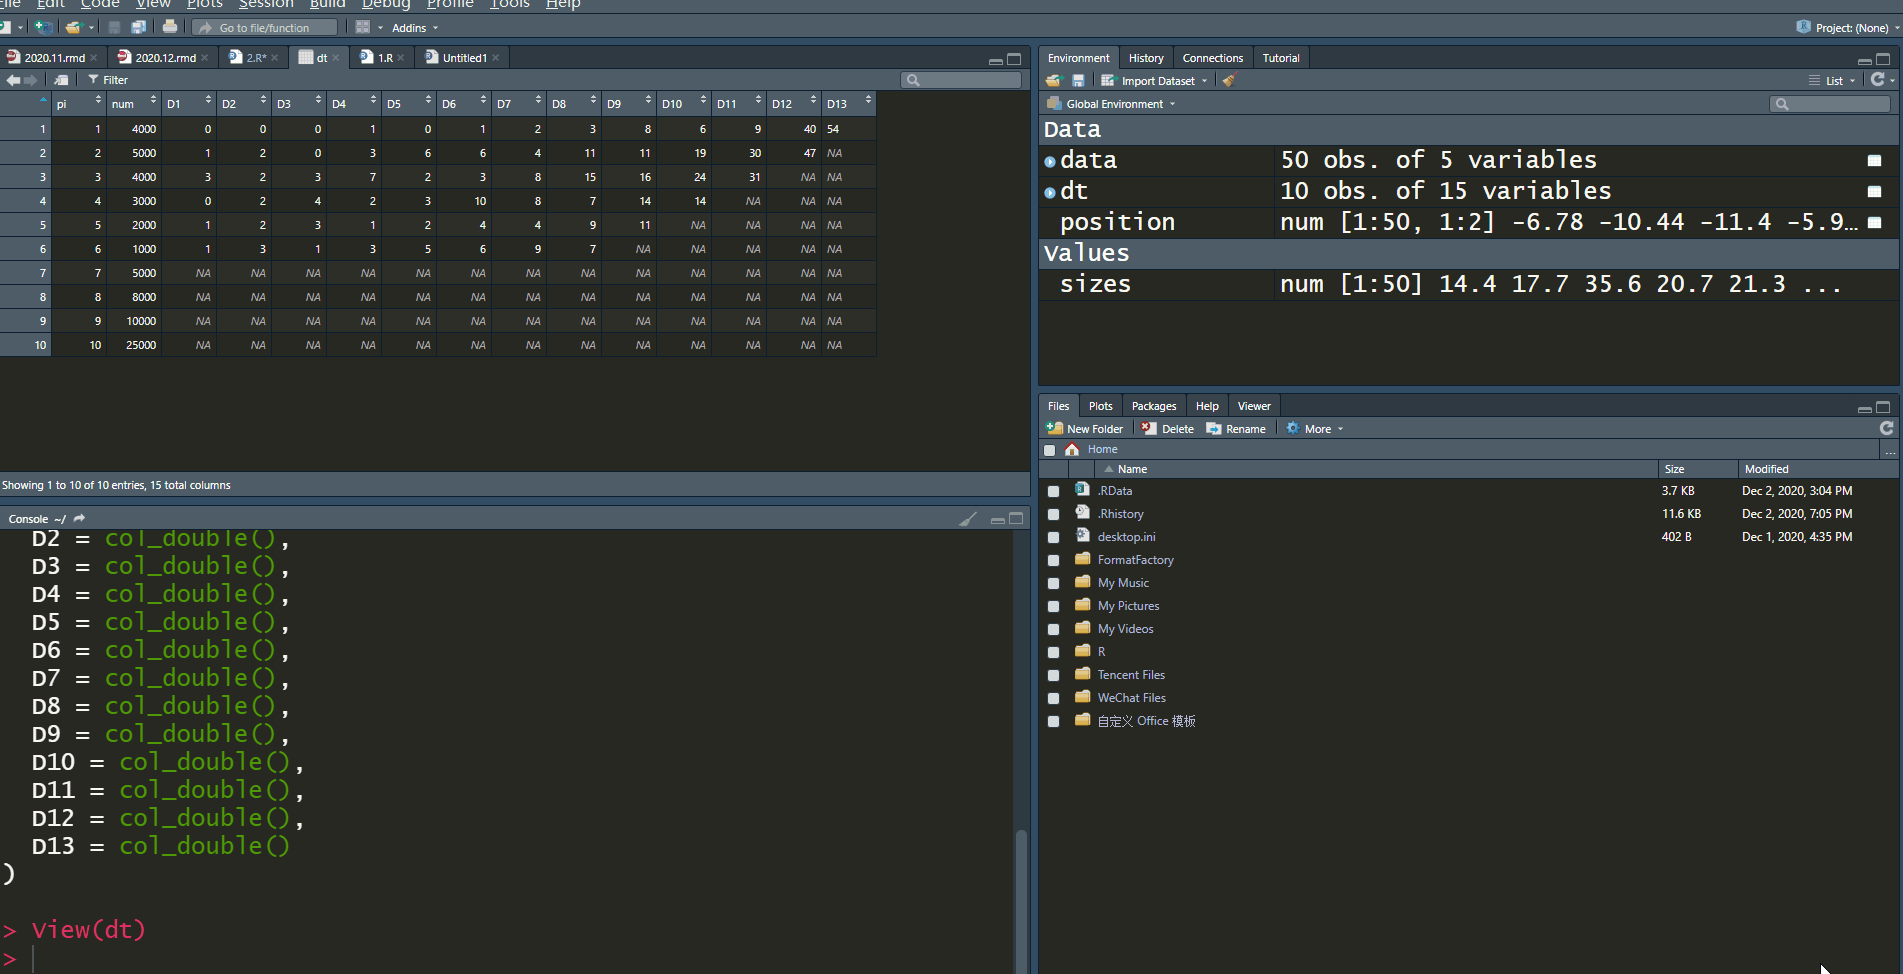 File Edit Code View Plots Session Build Debug Profile Tools Help
Go to file/function Addins Project: (None)
2020.11.rmd 2020.12.rmd 2.R* dt 1.R Untitled1
Filter
pi num D1 D2 D3 D4 D5 D6 D7 D8 D9 D10 D11 D12 D13
1 1 4000 0 0 0 1 0 1 2 3 8 6 9 40 54
2 2 5000 1 2 0 3 6 6 4 11 11 19 30 47 NA
3 3 4000 3 2 3 7 2 3 8 15 16 24 31 NA NA
4 4 3000 0 2 4 2 3 10 8 7 14 14 NA NA NA
5 5 2000 1 2 3 1 2 4 4 9 11 NA NA NA NA
6 6 1000 1 3 1 3 5 6 9 7 NA NA NA NA NA
7 7 5000 NA NA NA NA NA NA NA NA NA NA NA NA NA
8 8 8000 NA NA NA NA NA NA NA NA NA NA NA NA NA
9 9 10000 NA NA NA NA NA NA NA NA NA NA NA NA NA
10 10 25000 NA NA NA NA NA NA NA NA NA NA NA NA NA
Showing 1 to 10 of 10 entries, 15 total columns
Console ~/
D2 = col_double(),
D3 = col_double(),
D4 = col_double(),
D5 = col_double(),
D6 = col_double(),
D7 = col_double(),
D8 = col_double(),
D9 = col_double(),
D10 = col_double(),
D11 = col_double(),
D12 = col_double(),
D13 = col_double()
)
> View(dt)
>
Environment History Connections Tutorial
Import Dataset List
Global Environment
Data
data 50 obs. of 5 variables
dt 10 obs. of 15 variables
position num [1:50, 1:2] -6.78 -10.44 -11.4 -5.9…
Values
sizes num [1:50] 14.4 17.7 35.6 20.7 21.3 ...
Files Plots Packages Help Viewer
New Folder Delete Rename More
Home ...
Name Size Modified
.RData 3.7 KB Dec 2, 2020, 3:04 PM
.Rhistory 11.6 KB Dec 2, 2020, 7:05 PM
desktop.ini 402 B Dec 1, 2020, 4:35 PM
FormatFactory
My Music
My Pictures
My Videos
R
Tencent Files
WeChat Files
自定义 Office 模板